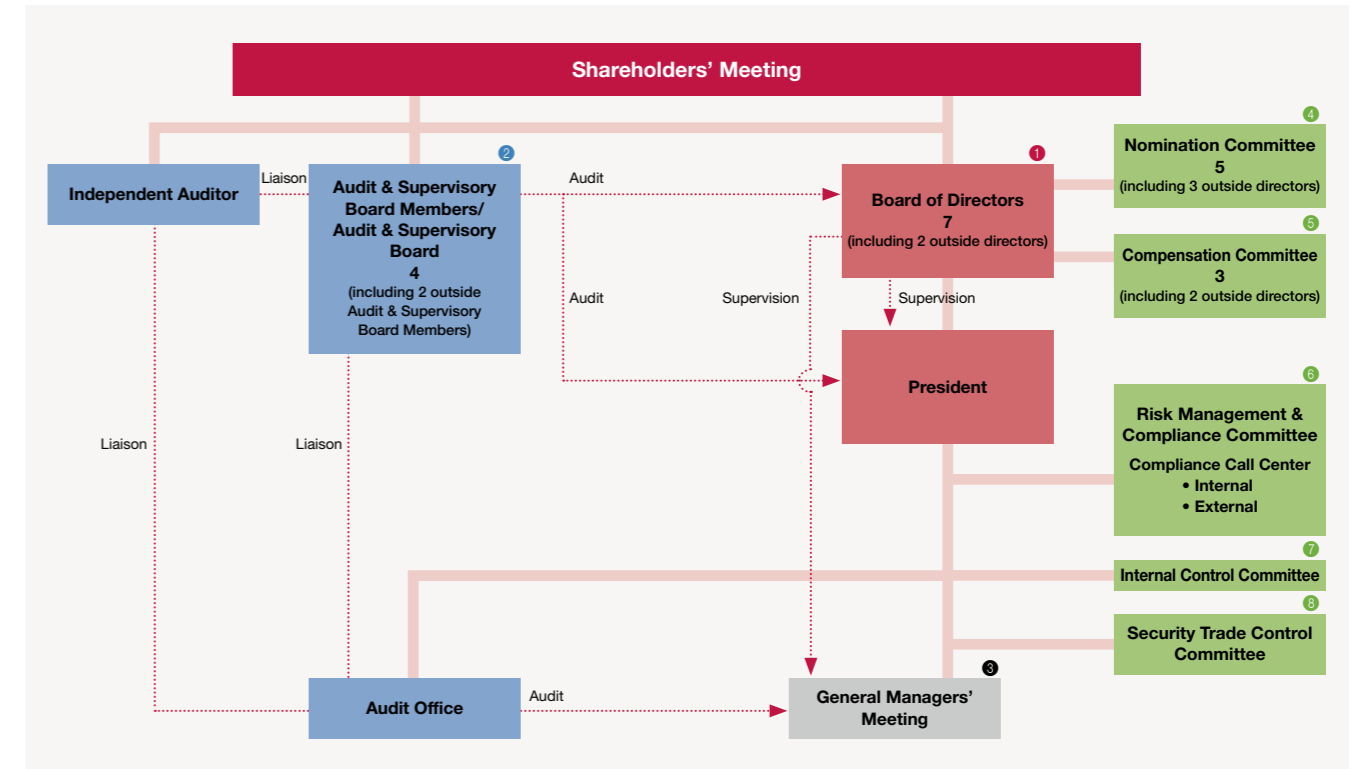 Shareholders' Meeting
④
Nomination Committee
5
(including 3 outside directors)
Independent Auditor
Liaison
②
Audit & Supervisory
Board Members/
Audit & Supervisory
Board
4
(including 2 outside
Audit & Supervisory
Board Members)
Audit
①
Board of Directors
7
(including 2 outside directors)
⑤
Compensation Committee
3
(including 2 outside directors)
Audit
Supervision
Supervision
President
⑥
Risk Management &
Compliance Committee
Compliance Call Center
• Internal
• External
Liaison
Liaison
⑦
Internal Control Committee
⑧
Security Trade Control
Committee
Audit Office
Audit
❸
General Managers'
Meeting